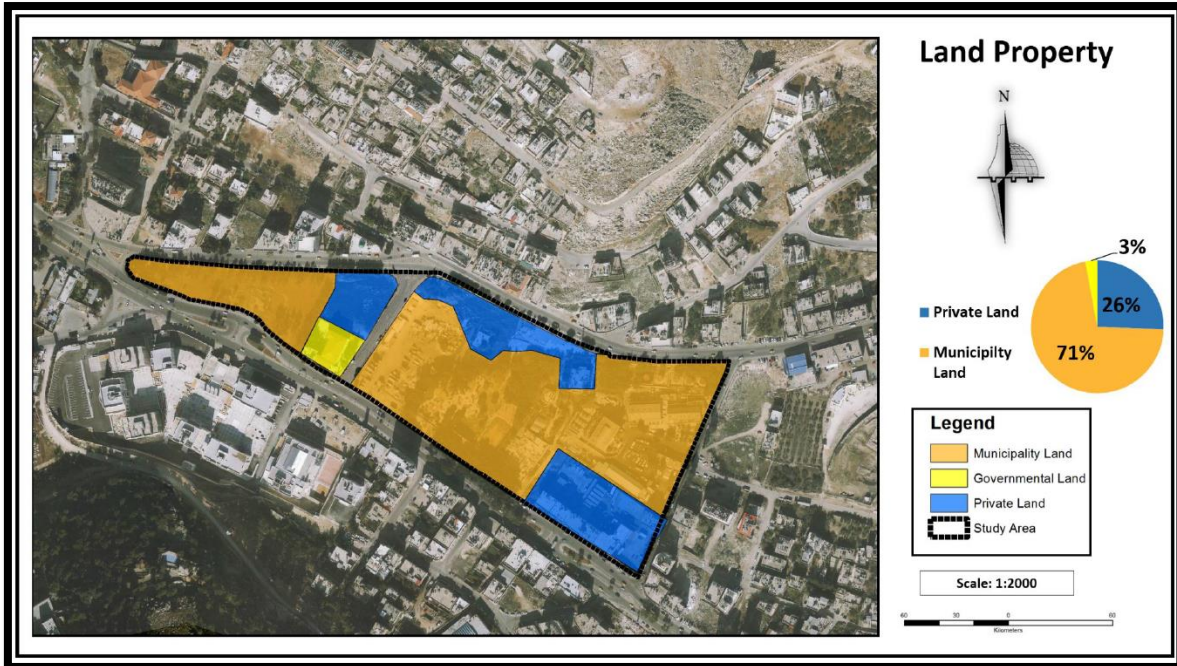 Land Property
N
3%
26%
71%
Private Land
Municipilty
Land
Legend
Municipality Land
Governmental Land
Private Land
Study Area
Scale: 1:2000
60 30 0 60
Kilometers